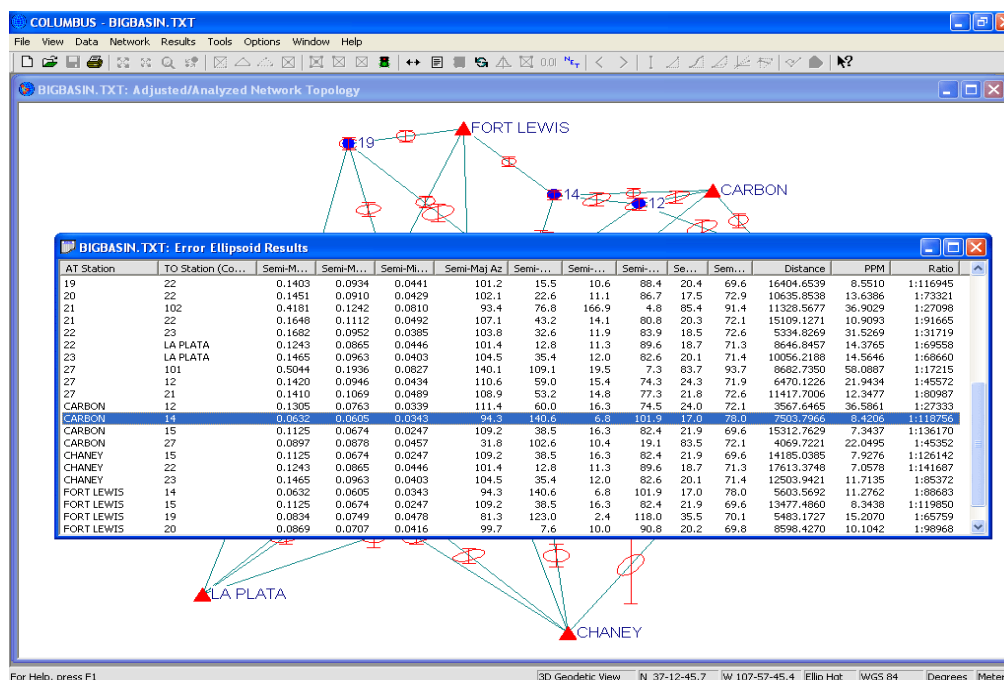 COLUMBUS - BIGBASIN.TXT
File View Data Network Results Tools Options Window Help
BIGBASIN.TXT: Adjusted/Analyzed Network Topology
19
FORT LEWIS
14
12
CARBON
BIGBASIN.TXT: Error Ellipsoid Results
AT Station TO Station (Co... Semi-M... Semi-M... Semi-Mi... Semi-Maj Az Semi-... Semi-... Semi-... Se... Sem... Distance PPM Ratio
19 22 0.1403 0.0934 0.0441 101.2 15.5 10.6 88.4 20.4 69.6 16404.6539 8.5510 1:116945
20 22 0.1451 0.0910 0.0429 102.1 22.6 11.1 86.7 17.5 72.9 10635.8538 13.6386 1:73321
21 102 0.4181 0.1242 0.0810 93.4 76.8 166.9 4.8 85.4 91.4 11328.5677 36.9029 1:27098
21 22 0.1648 0.1112 0.0492 107.1 43.2 14.1 80.8 20.3 72.1 15109.1271 10.9093 1:91665
22 23 0.1682 0.0952 0.0385 103.8 32.6 11.9 83.9 18.5 72.6 5334.8269 31.5269 1:31719
22 LA PLATA 0.1243 0.0865 0.0446 101.4 12.8 11.3 89.6 18.7 71.3 8646.8457 14.3765 1:69558
23 LA PLATA 0.1465 0.0963 0.0403 104.5 35.4 12.0 82.6 20.1 71.4 10056.2188 14.5646 1:68660
27 101 0.5044 0.1936 0.0827 140.1 109.1 19.5 7.3 83.7 93.7 8682.7350 58.0887 1:17215
27 12 0.1420 0.0946 0.0434 110.6 59.0 15.4 74.3 24.3 71.9 6470.1226 21.9434 1:45572
27 21 0.1410 0.1069 0.0489 108.9 53.2 14.8 77.3 21.8 72.6 11417.7006 12.3477 1:80987
CARBON 12 0.1305 0.0763 0.0339 111.4 60.0 16.3 74.5 24.0 72.1 3567.6465 36.5861 1:27333
CARBON 14 0.0632 0.0605 0.0343 94.3 140.6 6.8 101.9 17.0 78.0 7503.7966 8.4206 1:118756
CARBON 15 0.1125 0.0674 0.0247 109.2 38.5 16.3 82.4 21.9 69.6 15312.7629 7.3437 1:136170
CARBON 27 0.0897 0.0878 0.0457 31.8 102.6 10.4 19.1 83.5 72.1 4069.7221 22.0495 1:45352
CHANEY 15 0.1125 0.0674 0.0247 109.2 38.5 16.3 82.4 21.9 69.6 14185.0385 7.9276 1:126142
CHANEY 22 0.1243 0.0865 0.0446 101.4 12.8 11.3 89.6 18.7 71.3 17613.3748 7.0578 1:141687
CHANEY 23 0.1465 0.0963 0.0403 104.5 35.4 12.0 82.6 20.1 71.4 12503.9421 11.7135 1:85372
FORT LEWIS 14 0.0632 0.0605 0.0343 94.3 140.6 6.8 101.9 17.0 78.0 5603.5692 11.2762 1:88683
FORT LEWIS 15 0.1125 0.0674 0.0247 109.2 38.5 16.3 82.4 21.9 69.6 13477.4860 8.3438 1:119850
FORT LEWIS 19 0.0834 0.0749 0.0478 81.3 123.0 2.4 118.0 35.5 70.1 5483.1727 15.2070 1:65759
FORT LEWIS 20 0.0869 0.0707 0.0416 99.7 7.6 10.0 90.8 20.2 69.8 8598.4270 10.1042 1:98968
LA PLATA
CHANEY
For Help, press F1
3D Geodetic View N 37-12-45.7 W 107-57-45.4 Ellip Hgt WGS 84 Degrees Meter